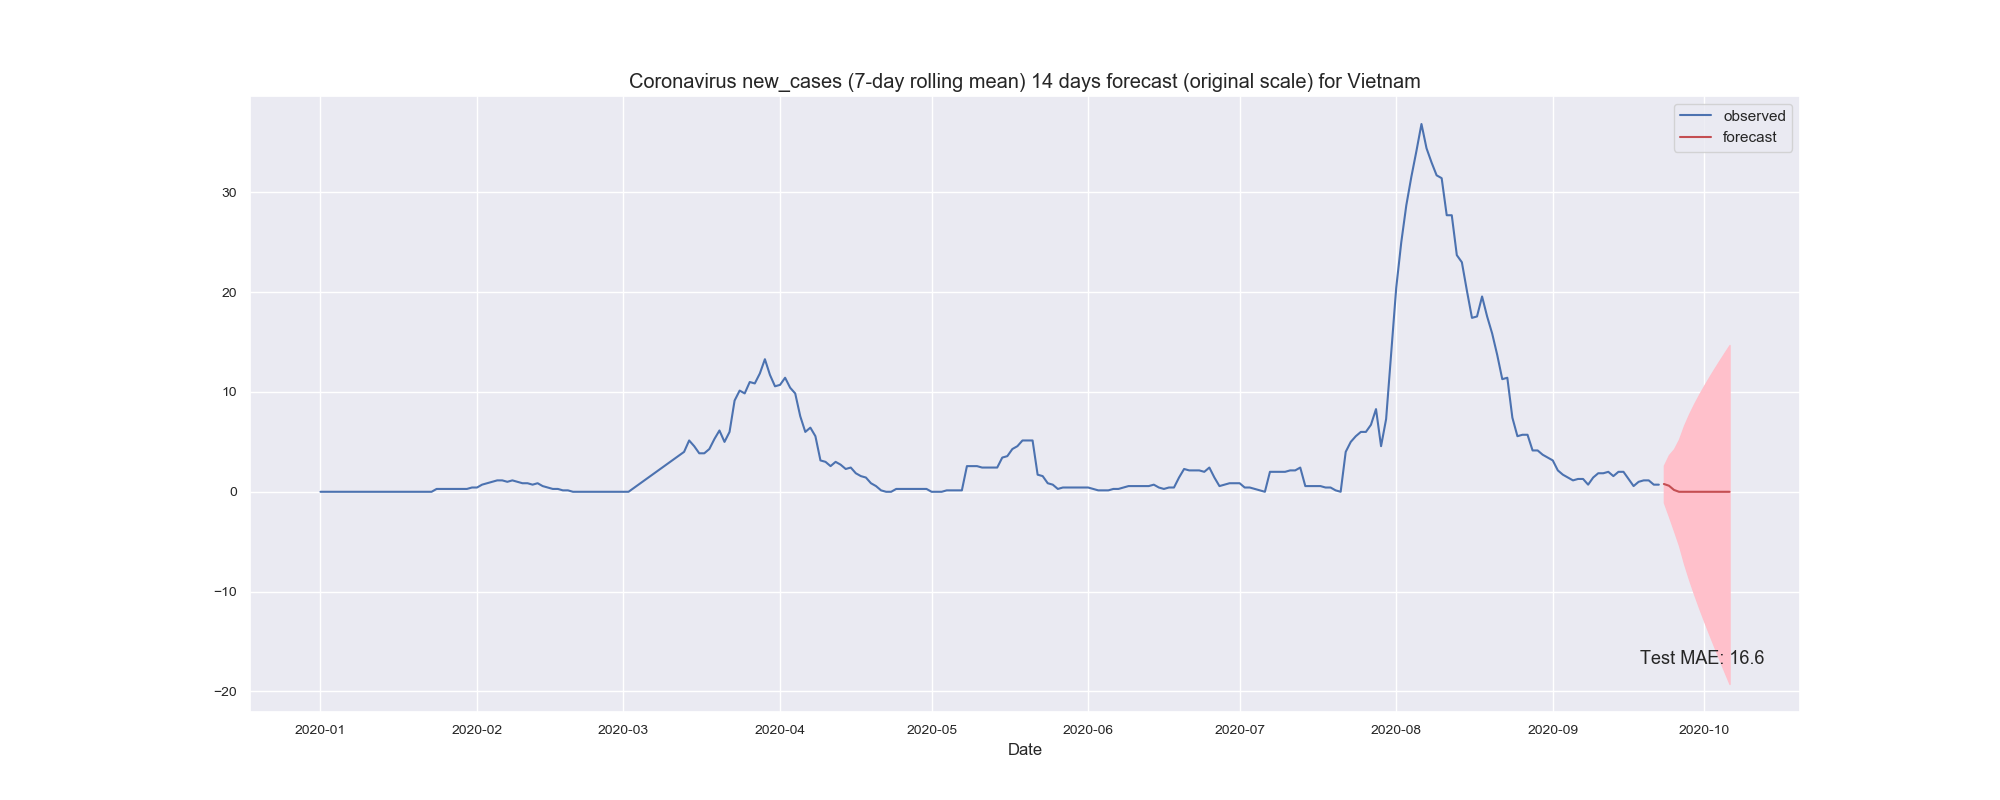 Coronavirus new_cases (7-day rolling mean) 14 days forecast (original scale) for Vietnam
observed
forecast
30
20
10
0
−10
−20
Test MAE: 16.6
2020-01 2020-02 2020-03 2020-04 2020-05 2020-06 2020-07 2020-08 2020-09 2020-10
Date